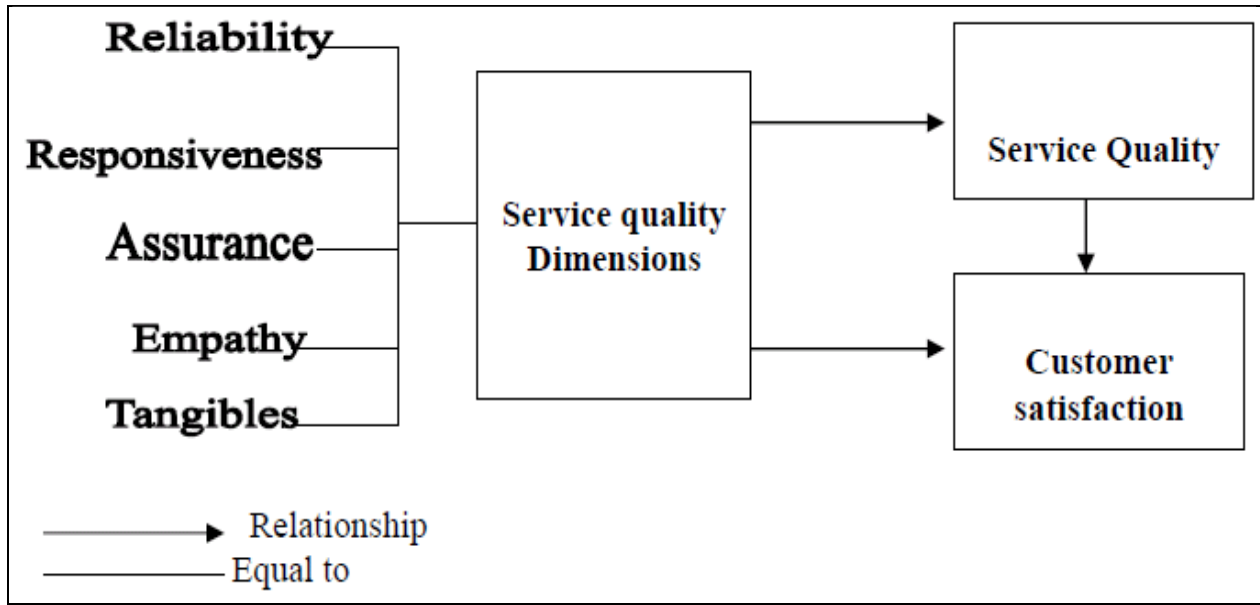 Reliability
Responsiveness
Assurance
Empathy
Tangibles
Service quality
Dimensions
Service Quality
Customer
satisfaction
Relationship
Equal to